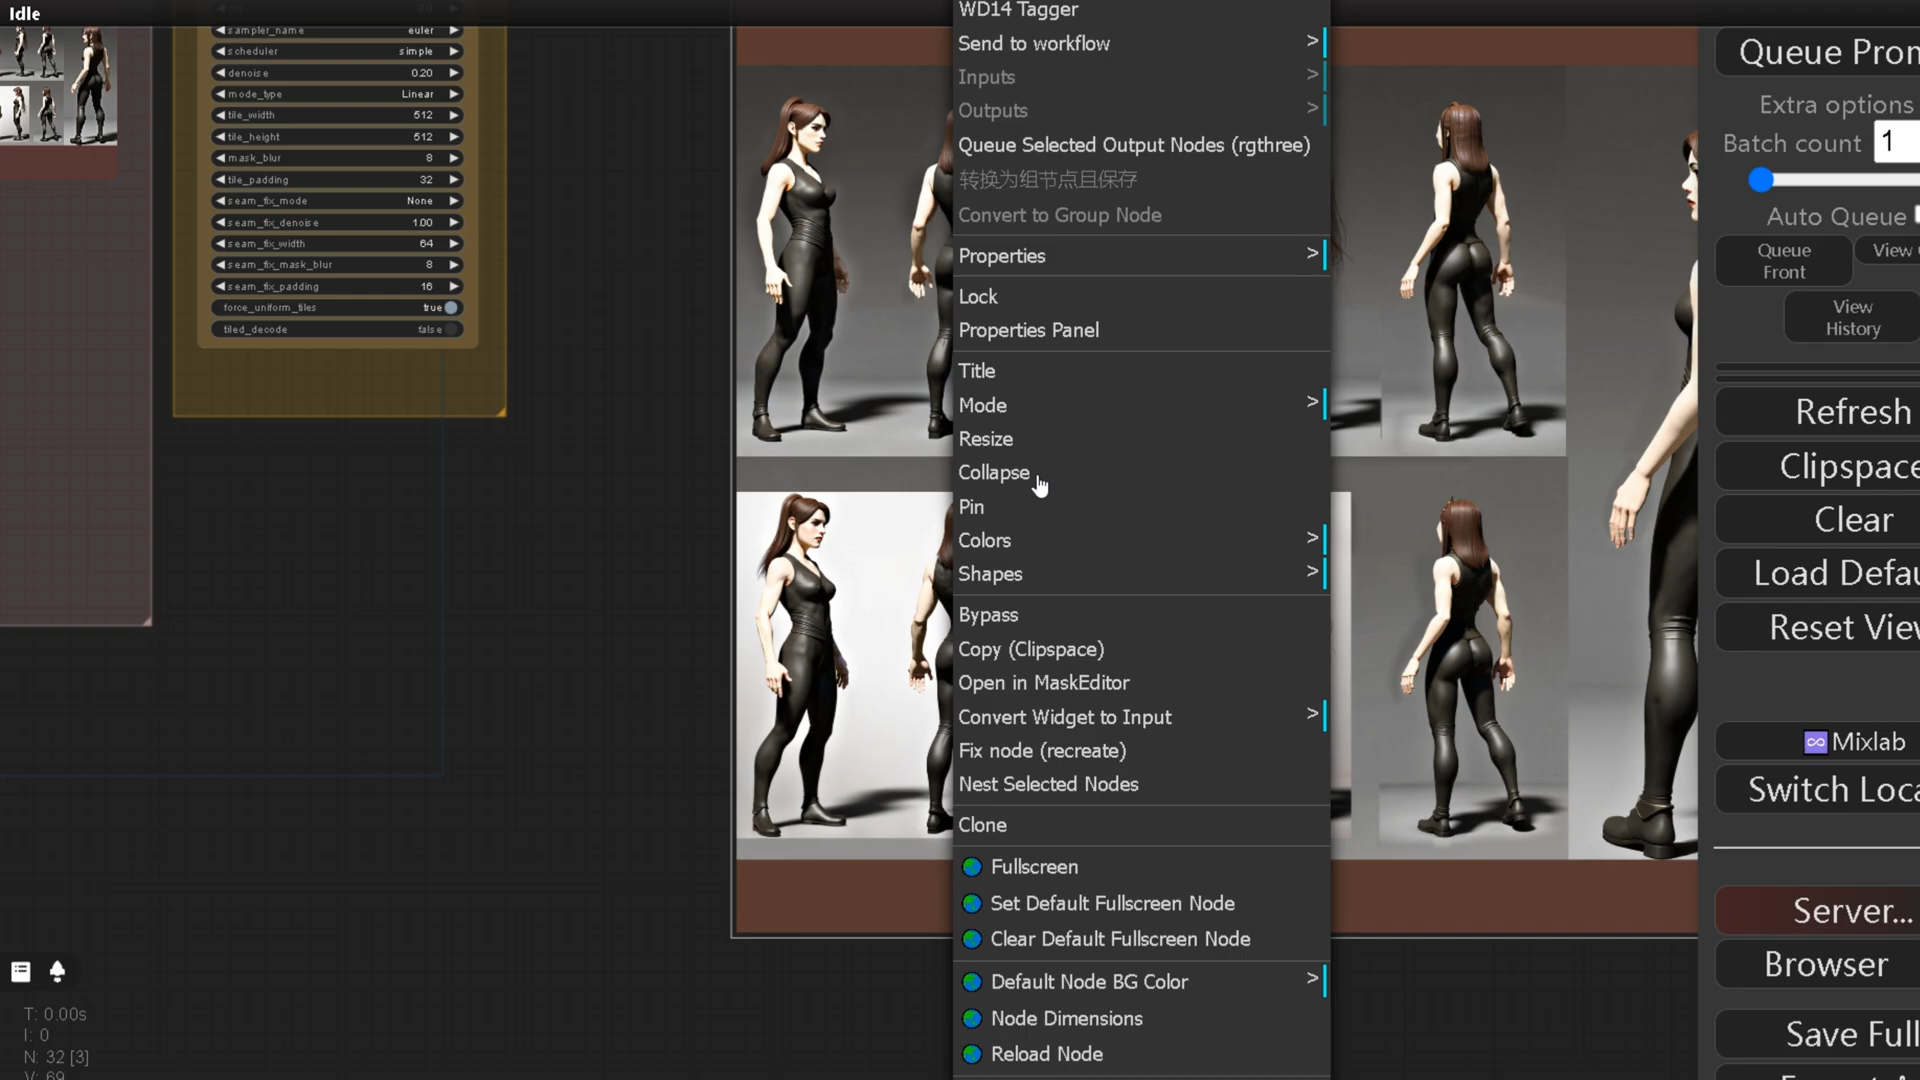 Idle
sampler_name euler
scheduler simple
denoise 0.20
mode_type Linear
tile_width 512
tile_height 512
mask_blur 8
tile_padding 32
seam_fix_mode None
seam_fix_denoise 1.00
seam_fix_width 64
seam_fix_mask_blur 8
seam_fix_padding 16
force_uniform_tiles true
tiled_decode false
WD14 Tagger
Send to workflow >
Inputs >
Outputs >
Queue Selected Output Nodes (rgthree)
转换为组节点且保存
Convert to Group Node
Properties >
Lock
Properties Panel
Title
Mode >
Resize
Collapse
Pin
Colors >
Shapes >
Bypass
Copy (Clipspace)
Open in MaskEditor
Convert Widget to Input >
Fix node (recreate)
Nest Selected Nodes
Clone
Fullscreen
Set Default Fullscreen Node
Clear Default Fullscreen Node
Default Node BG Color >
Node Dimensions
Reload Node
Queue Pron
Extra options
Batch count 1
Auto Queue
Queue
Front
View
View
History
Refresh
Clipspace
Clear
Load Defau
Reset View
Mixlab
Switch Loca
Server...
Browser
Save Full
T: 0.00s
I: 0
N: 32 [3]
V: 69